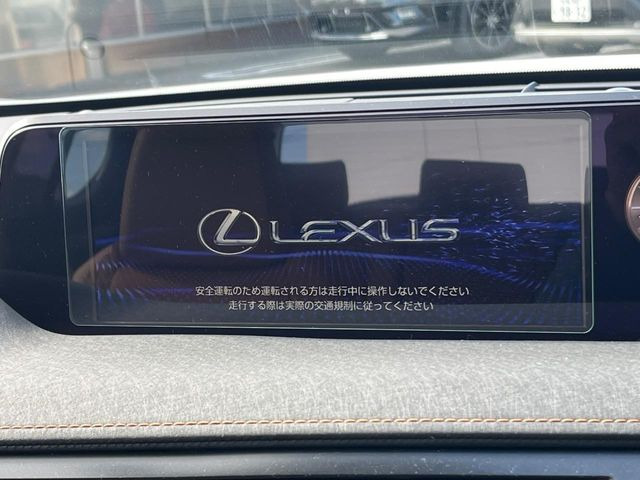 LEXUS
安全運転のため運転される方は走行中に操作しないでください
走行する際は実際の交通規制に従ってください